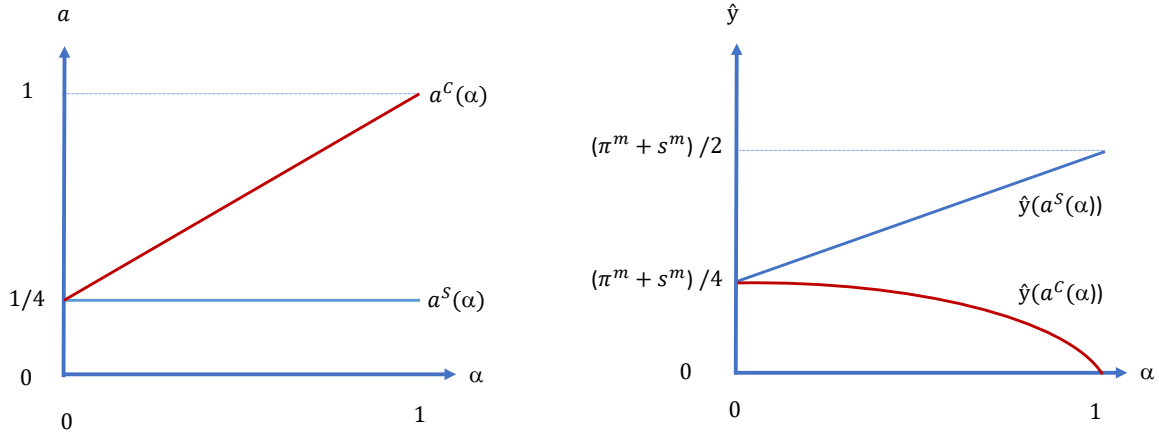 a
1
a^C(α)
1/4
a^S(α)
0
α
0
1
ŷ
(π^m + s^m) /2
ŷ(a^S(α))
(π^m + s^m) /4
ŷ(a^C(α))
0
α
0
1